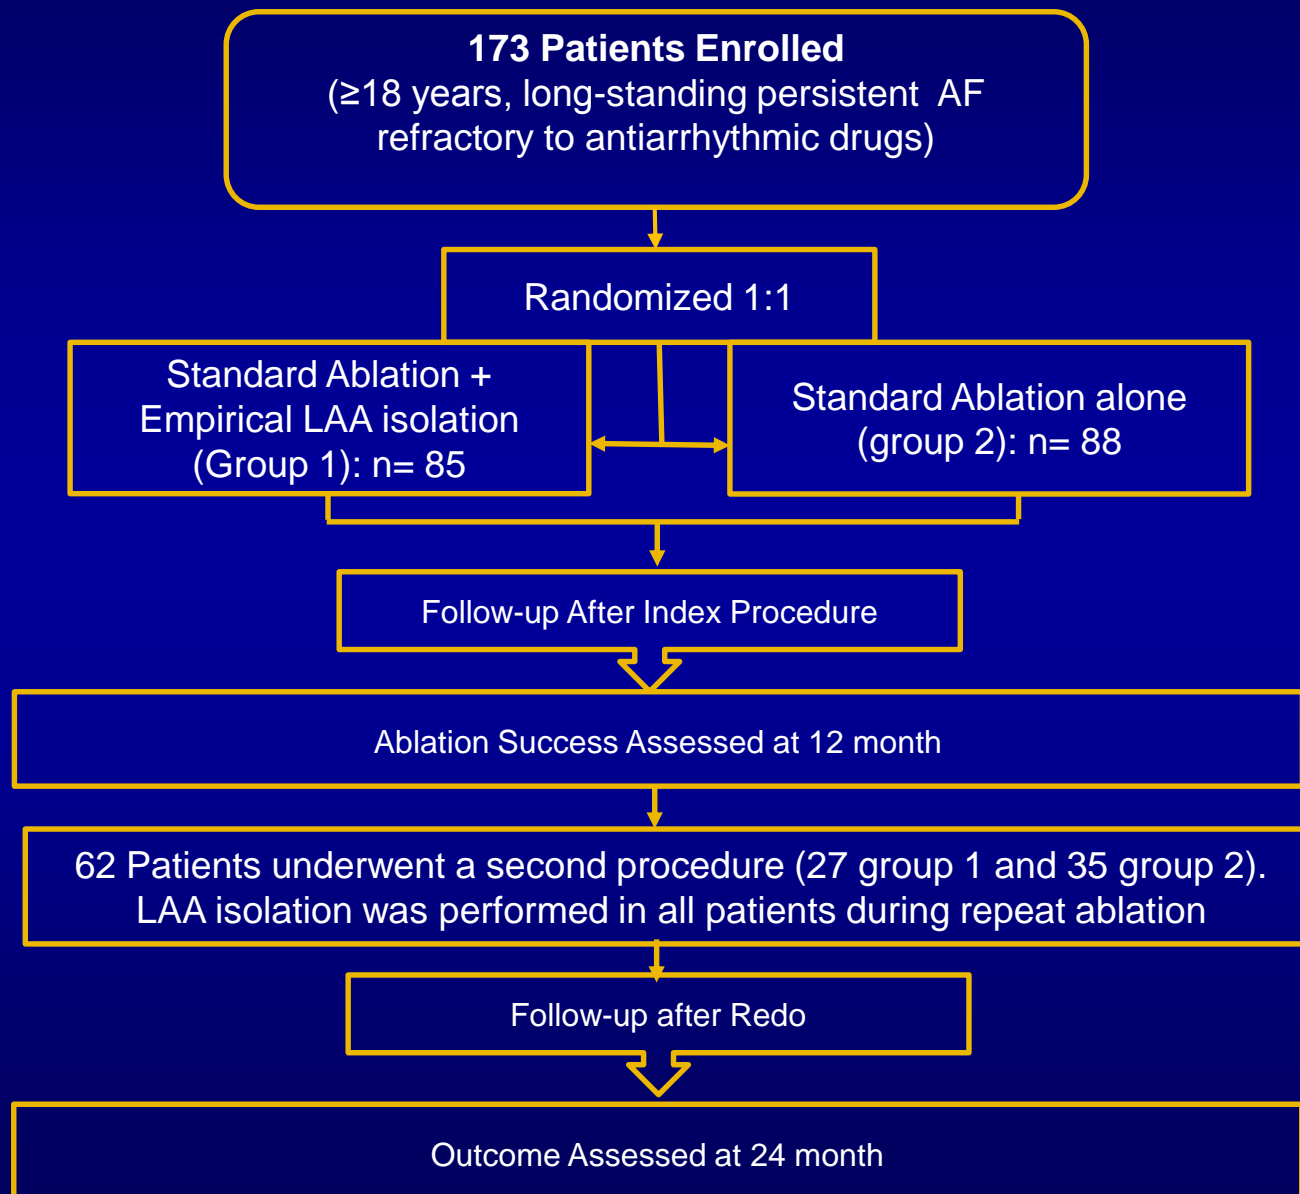 173 Patients Enrolled
(≥18 years, long-standing persistent AF
refractory to antiarrhythmic drugs)
Randomized 1:1
Standard Ablation +
Empirical LAA isolation
(Group 1): n= 85
Standard Ablation alone
(group 2): n= 88
Follow-up After Index Procedure
Ablation Success Assessed at 12 month
62 Patients underwent a second procedure (27 group 1 and 35 group 2).
LAA isolation was performed in all patients during repeat ablation
Follow-up after Redo
Outcome Assessed at 24 month